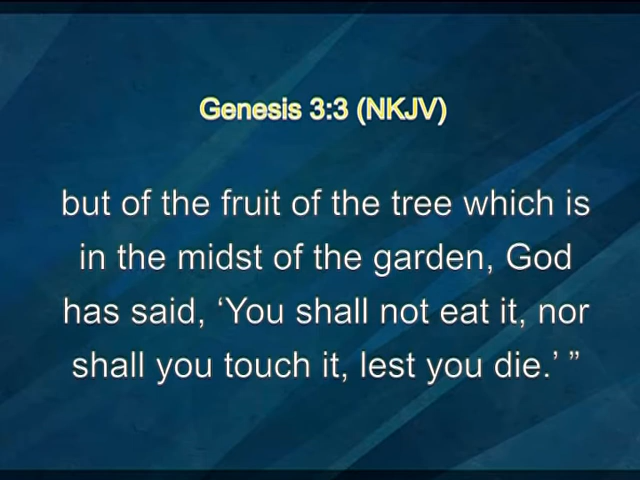 Genesis 3:3 (NKJV)
but of the fruit of the tree which is
in the midst of the garden, God
has said, ‘You shall not eat it, nor
shall you touch it, lest you die.’ ”